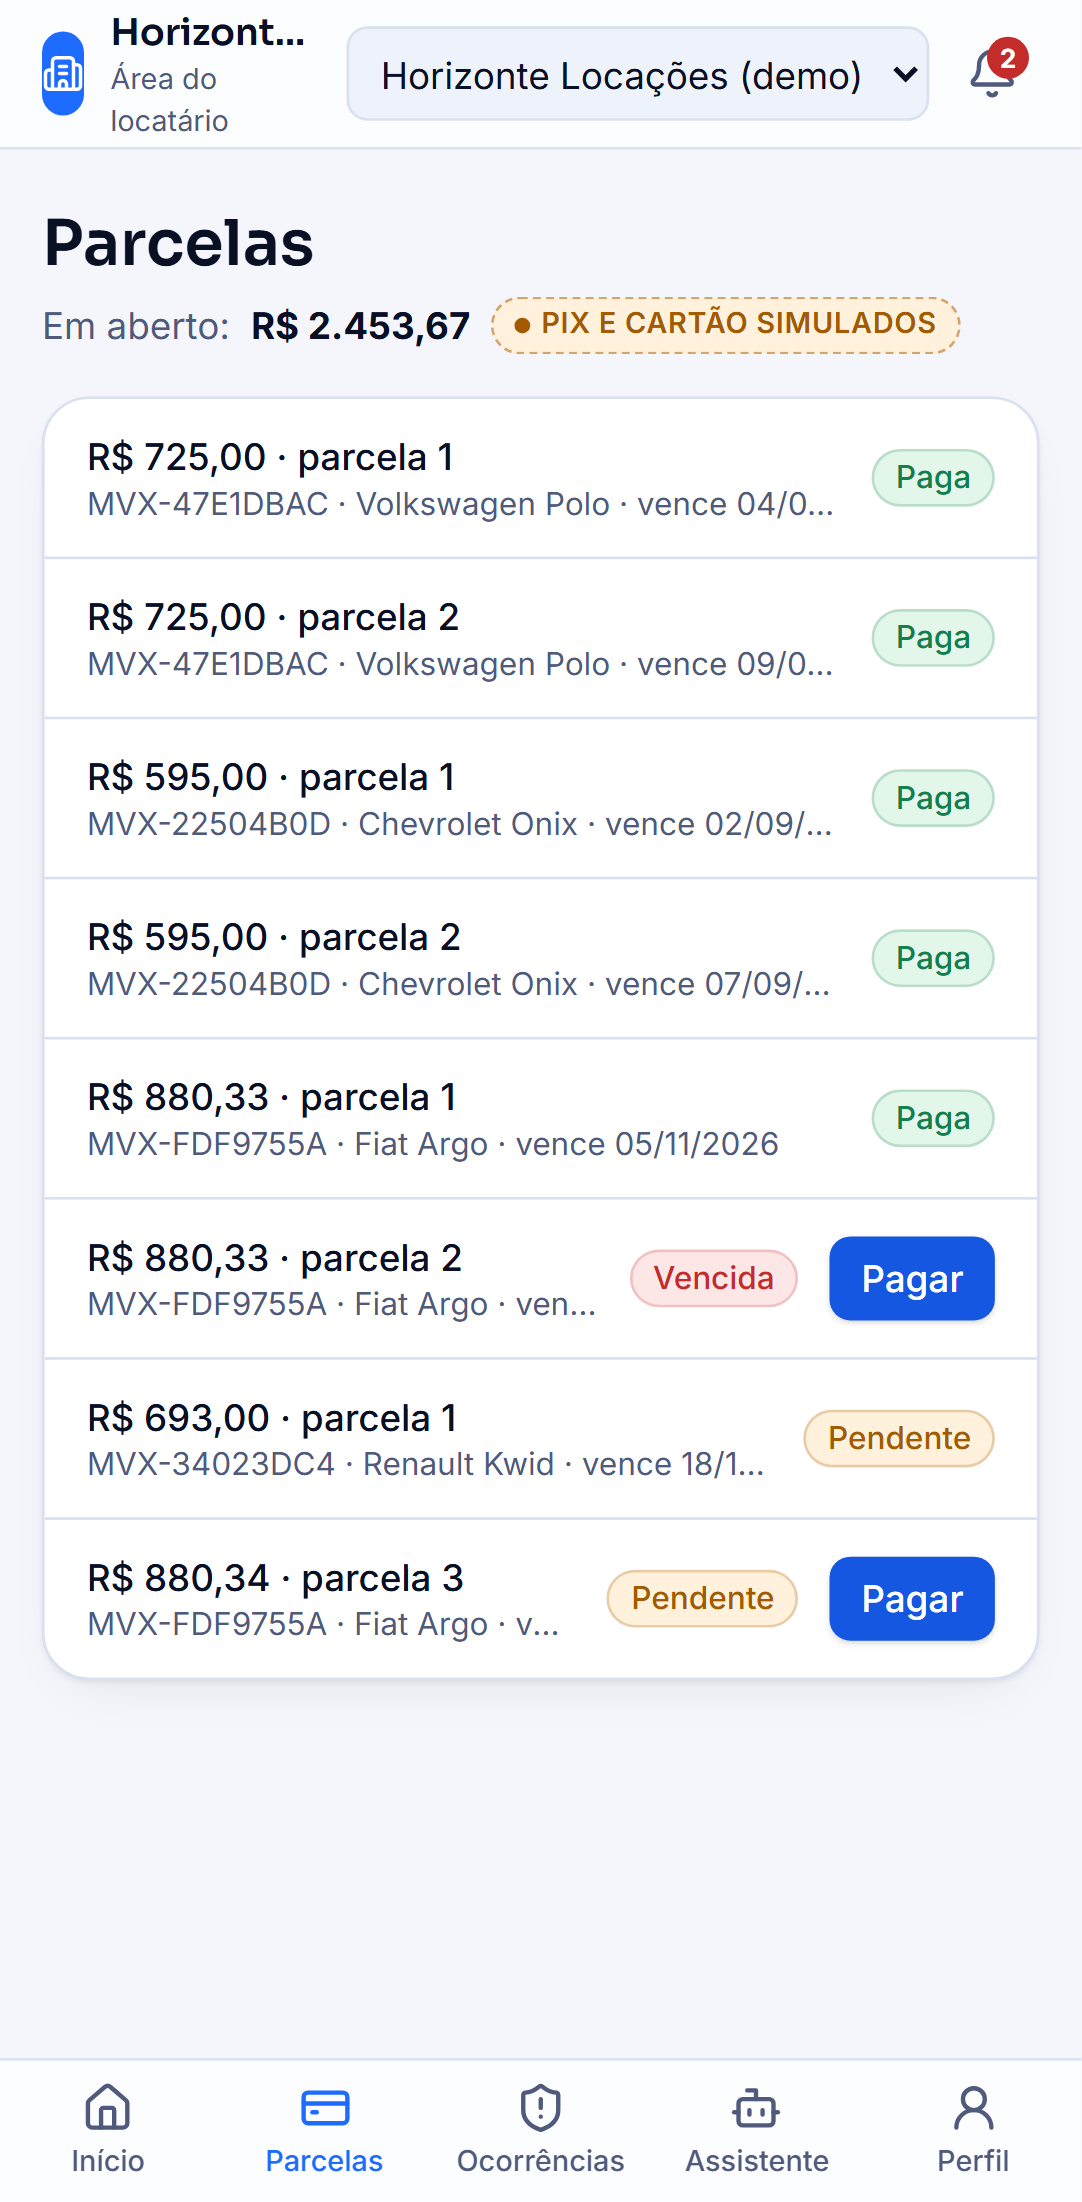 Horizont...
Área do
locatário
Horizonte Locações (demo)
2
Parcelas
Em aberto: R$ 2.453,67
PIX E CARTÃO SIMULADOS
R$ 725,00 · parcela 1
MVX-47E1DBAC · Volkswagen Polo · vence 04/0...
Paga
R$ 725,00 · parcela 2
MVX-47E1DBAC · Volkswagen Polo · vence 09/0...
Paga
R$ 595,00 · parcela 1
MVX-22504B0D · Chevrolet Onix · vence 02/09/...
Paga
R$ 595,00 · parcela 2
MVX-22504B0D · Chevrolet Onix · vence 07/09/...
Paga
R$ 880,33 · parcela 1
MVX-FDF9755A · Fiat Argo · vence 05/11/2026
Paga
R$ 880,33 · parcela 2
MVX-FDF9755A · Fiat Argo · ven...
Vencida
Pagar
R$ 693,00 · parcela 1
MVX-34023DC4 · Renault Kwid · vence 18/1...
Pendente
R$ 880,34 · parcela 3
MVX-FDF9755A · Fiat Argo · v...
Pendente
Pagar
Início
Parcelas
Ocorrências
Assistente
Perfil